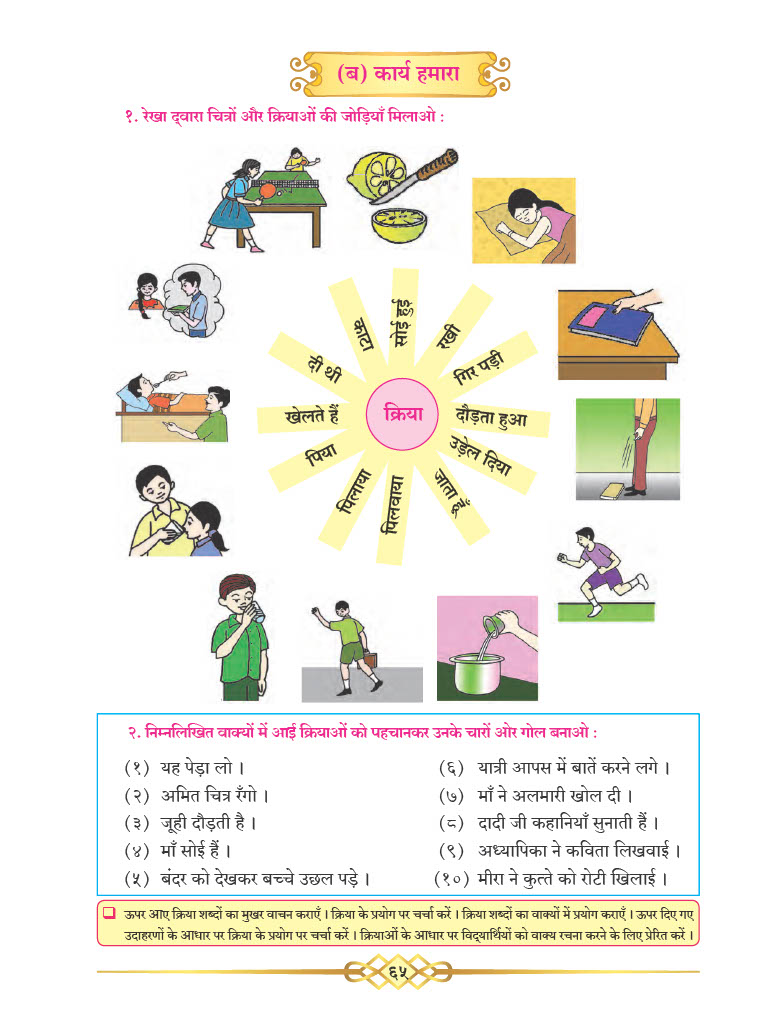 (ब) कार्य हमारा
१. रेखा द्‌वारा चित्रों और क्रियाओं की जोड़ियाँ मिलाओ :
काटा
सोई हुई
रखी
गिर पड़ी
दौड़ता हुआ
उड़ेल दिया
जाता हूँ
पिलवाया
पिलाया
पिया
खेलते हैं
दी थी
क्रिया
२. निम्नलिखित वाक्यों में आई क्रियाओं को पहचानकर उनके चारों ओर गोल बनाओ :
(१) यह पेड़ा लो ।
(२) अमित चित्र रँगो ।
(३) जूही दौड़ती है ।
(४) माँ सोई हैं ।
(५) बंदर को देखकर बच्चे उछल पड़े ।
(६) यात्री आपस में बातें करने लगे ।
(७) माँ ने अलमारी खोल दी ।
(८) दादी जी कहानियाँ सुनाती हैं ।
(९) अध्यापिका ने कविता लिखवाई ।
(१०) मीरा ने कुत्ते को रोटी खिलाई ।
❑ ऊपर आए क्रिया शब्दों का मुखर वाचन कराएँ । क्रिया के प्रयोग पर चर्चा करें । क्रिया शब्दों का वाक्यों में प्रयोग कराएँ । ऊपर दिए गए
उदाहरणों के आधार पर क्रिया के प्रयोग पर चर्चा करें । क्रियाओं के आधार पर विद्‌यार्थियों को वाक्य रचना करने के लिए प्रेरित करें ।
६५